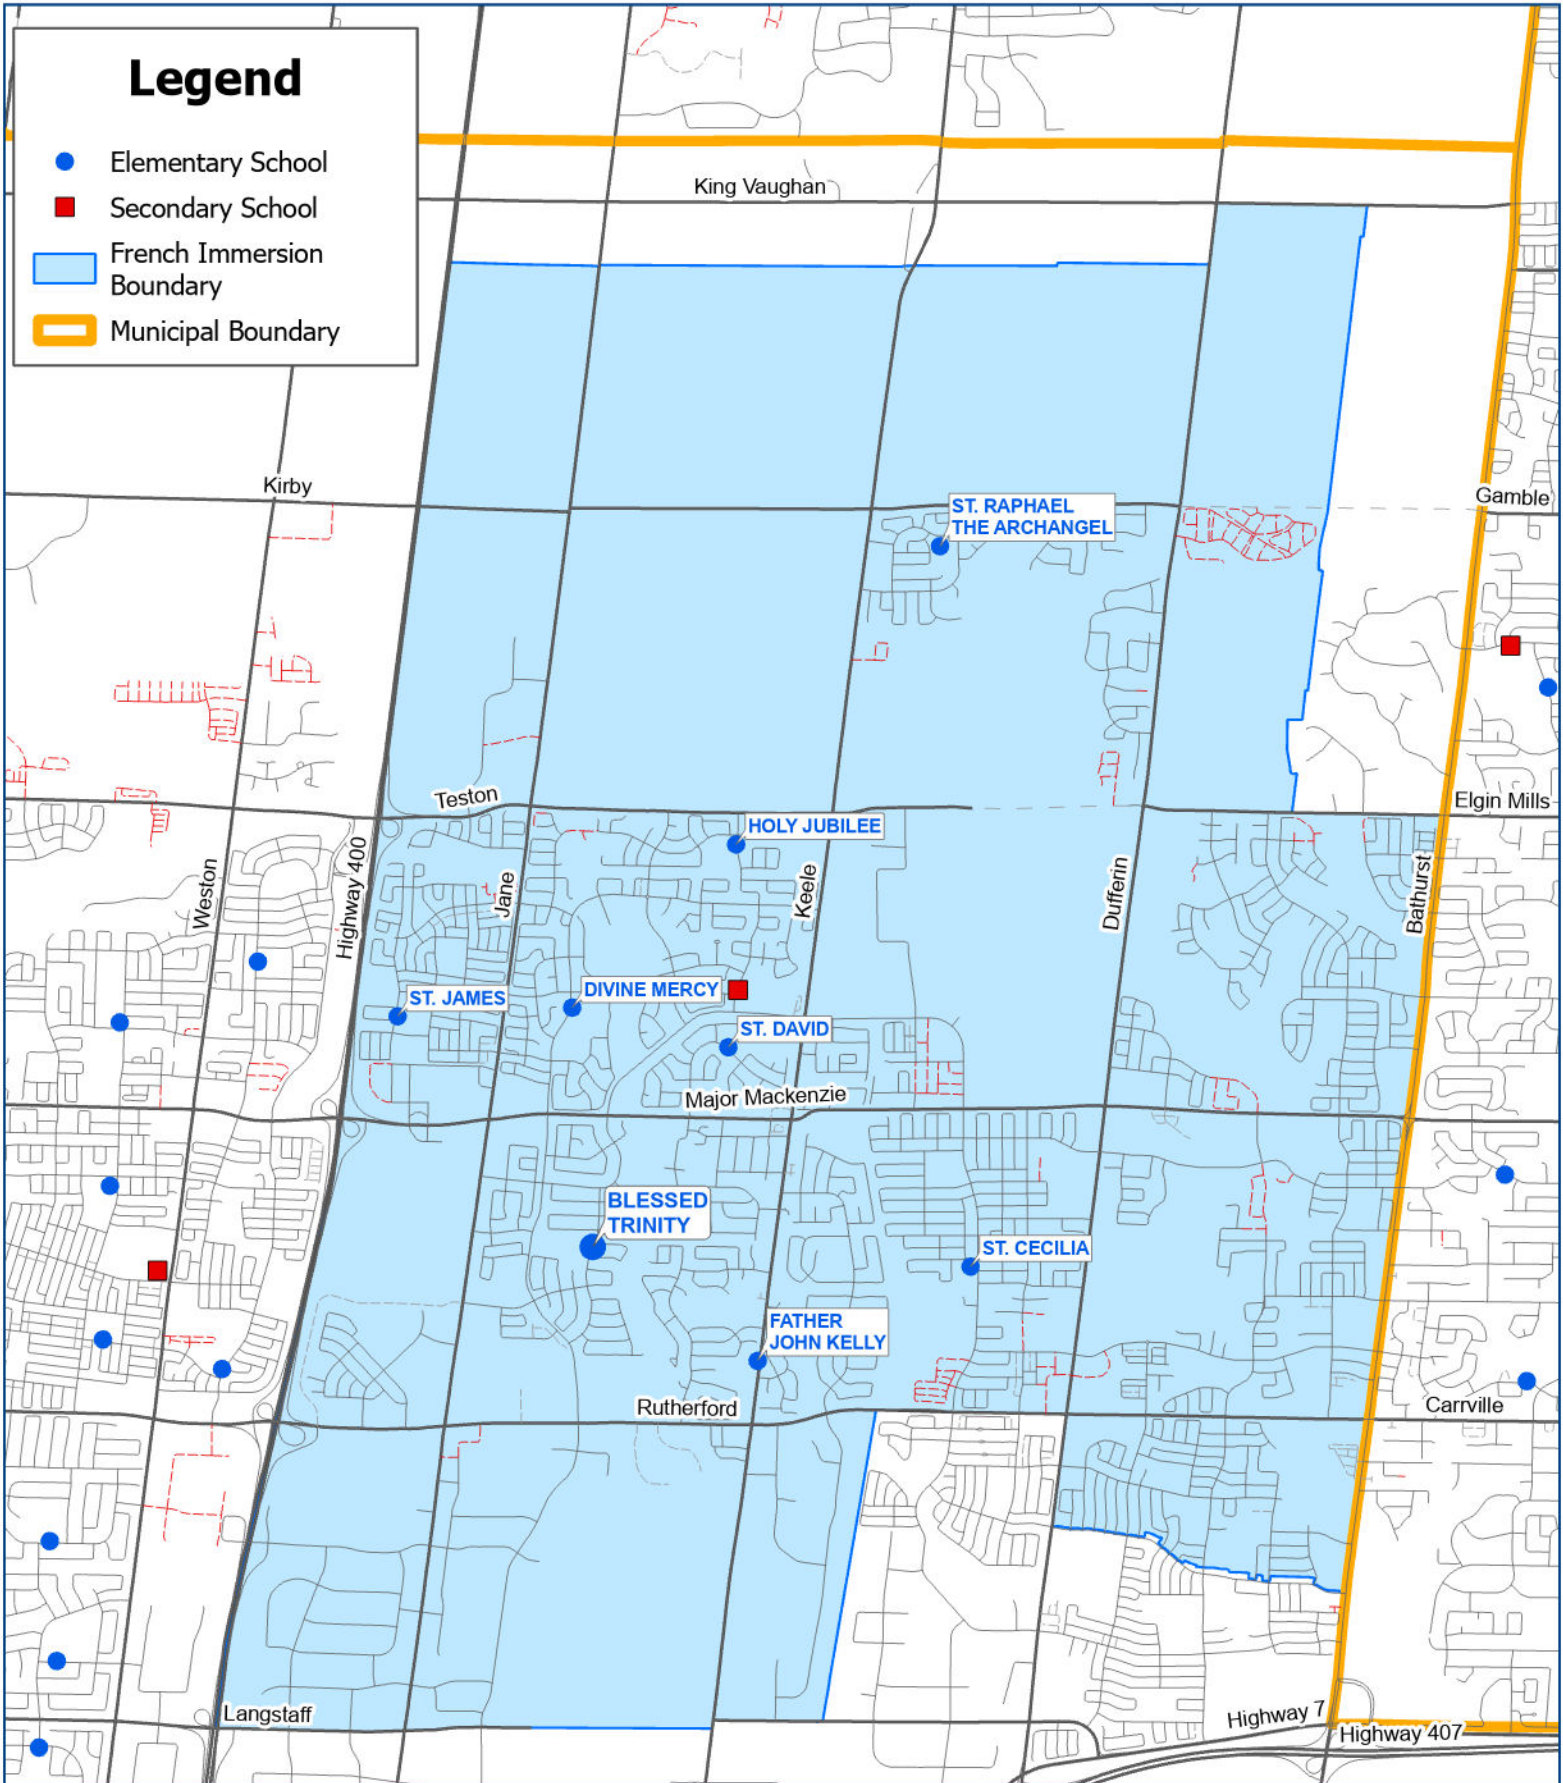 Legend
Elementary School
Secondary School
French Immersion
Boundary
Municipal Boundary
King Vaughan
Kirby
Gamble
ST. RAPHAEL
THE ARCHANGEL
Teston
Elgin Mills
HOLY JUBILEE
Weston
Highway 400
Jane
Keele
Dufferin
Bathurst
ST. JAMES
DIVINE MERCY
ST. DAVID
Major Mackenzie
BLESSED
TRINITY
ST. CECILIA
FATHER
JOHN KELLY
Rutherford
Carrville
Langstaff
Highway 7
Highway 407